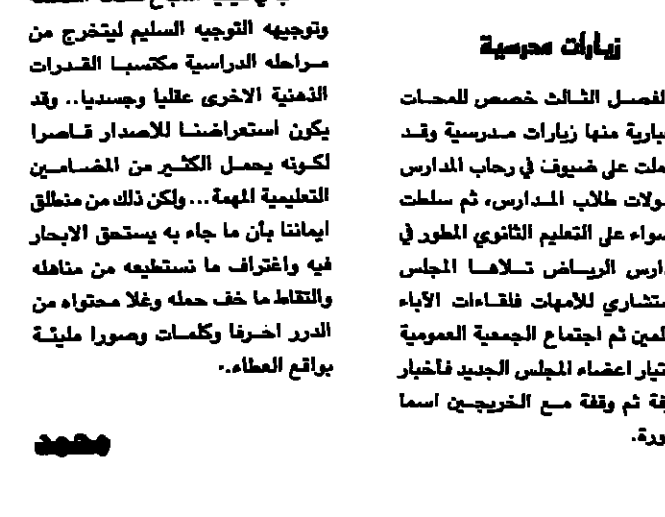 زيارات مدرسية
لفصل الثالث خصص للمحات
بارية منها زيارات مدرسية وقد
ملت على ضيوف في رحاب المدارس
ولات طلاب المدارس، ثم سلطت
سواء على التعليم الثانوي المطور في
ارس الرياض تلاها المجلس
ستشاري للأمهات فلقاءات الآباء
لمين ثم اجتماع الجمعية العمومية
تيار اعضاء المجلس الجديد فأخبار
فة ثم وقفة مع الخريجين اسما
ورة.
وتوجيهه التوجيه السليم ليتخرج من
مراحله الدراسية مكتسبا القدرات
الذهنية الاخرى عقليا وجسديا.. وقد
يكون استعراضنا للاصدار قاصرا
لكونه يحمل الكثير من المضامين
التعليمية المهمة... ولكن ذلك من منطلق
ايماننا بأن ما جاء به يستحق الابحار
فيه واغتراف ما نستطيعه من مناهله
والتقاط ما خف حمله وغلا محتواه من
الدرر احرفا وكلمات وصورا مليئة
بواقع العطاء.
محمد